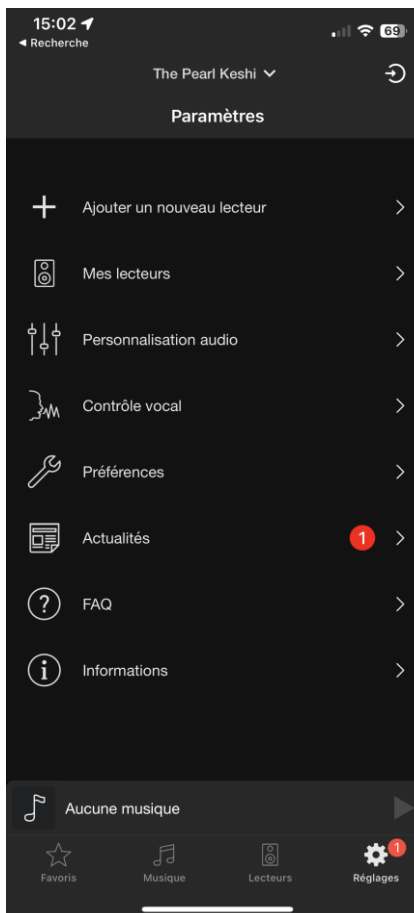 15:02
69
◀ Recherche
The Pearl Keshi
Paramètres
Ajouter un nouveau lecteur
Mes lecteurs
Personnalisation audio
Contrôle vocal
Préférences
Actualités
1
FAQ
Informations
Aucune musique
1
Favoris
Musique
Lecteurs
Réglages